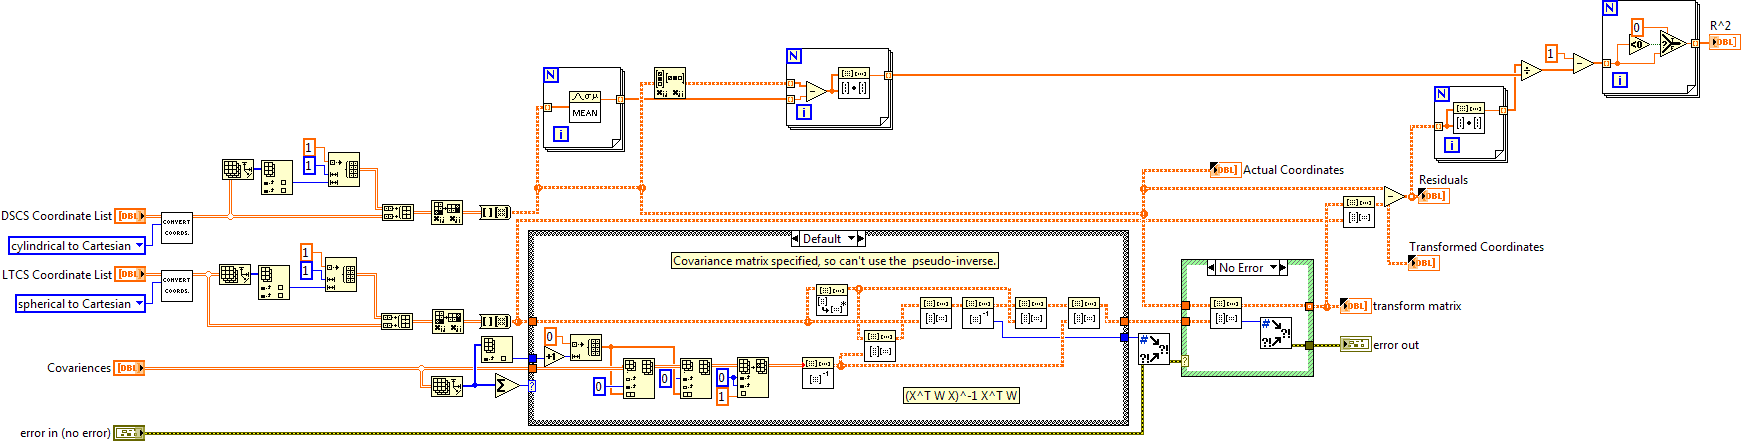 N
0
<0
?
R^2
DBL
i
N
1
N
MEAN
i
i
N
i
1
1
Actual Coordinates
DBL
Residuals
DBL
DSCS Coordinate List
DBL
CONVERT
COORDS.
cylindrical to Cartesian
Default
Covariance matrix specified, so can't use the pseudo-inverse.
Transformed Coordinates
DBL
1
1
LTCS Coordinate List
DBL
CONVERT
COORDS.
spherical to Cartesian
No Error
DBL
transform matrix
0
+1
Covariences
DBL
Σ
?
0
0
0
1
(X^T W X)^-1 X^T W
?
error out
error in (no error)